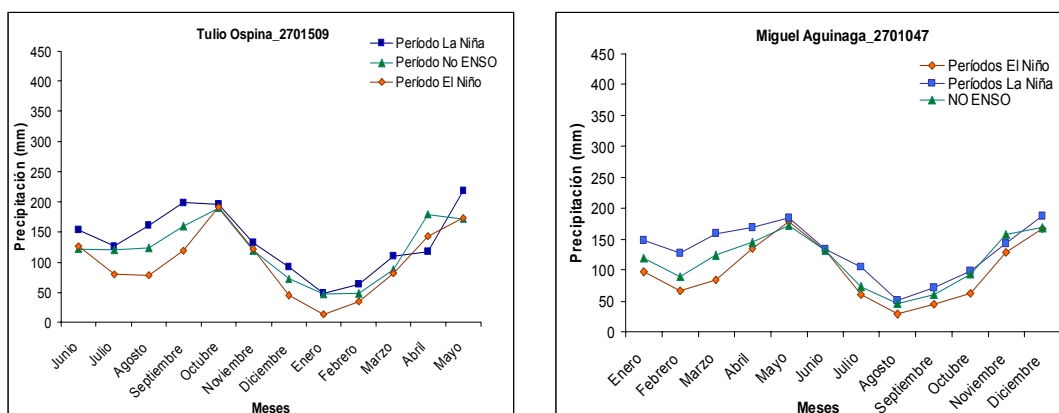 Tulio Ospina_2701509
Período La Niña
Período No ENSO
Período El Niño
Precipitación (mm)
450
400
350
300
250
200
150
100
50
0
Junio
Julio
Agosto
Septiembre
Octubre
Noviembre
Diciembre
Enero
Febrero
Marzo
Abril
Mayo
Meses
Miguel Aguinaga_2701047
Períodos El Niño
Períodos La Niña
NO ENSO
Precipitación (mm)
450
400
350
300
250
200
150
100
50
0
Enero
Febrero
Marzo
Abril
Mayo
Junio
Julio
Agosto
Septiembre
Octubre
Noviembre
Diciembre
Meses